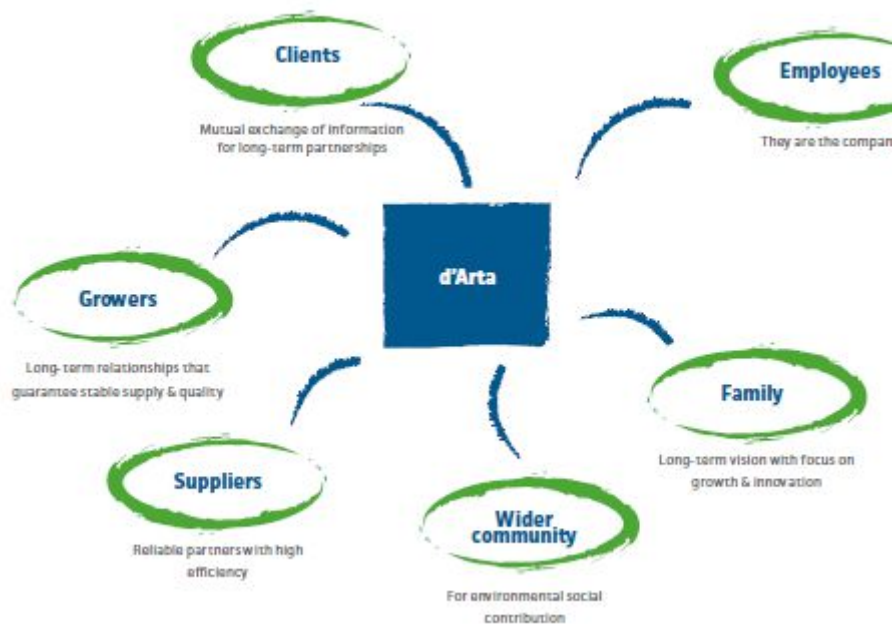 Clients
Mutual exchange of information
for long-term partnerships
Employees
They are the compan
d'Arta
Growers
Long- term relationships that
guarantee stable supply & quality
Family
Long-term vision with focus on
growth & innovation
Suppliers
Reliable partners with high
efficiency
Wider
community
For environmental social
contribution